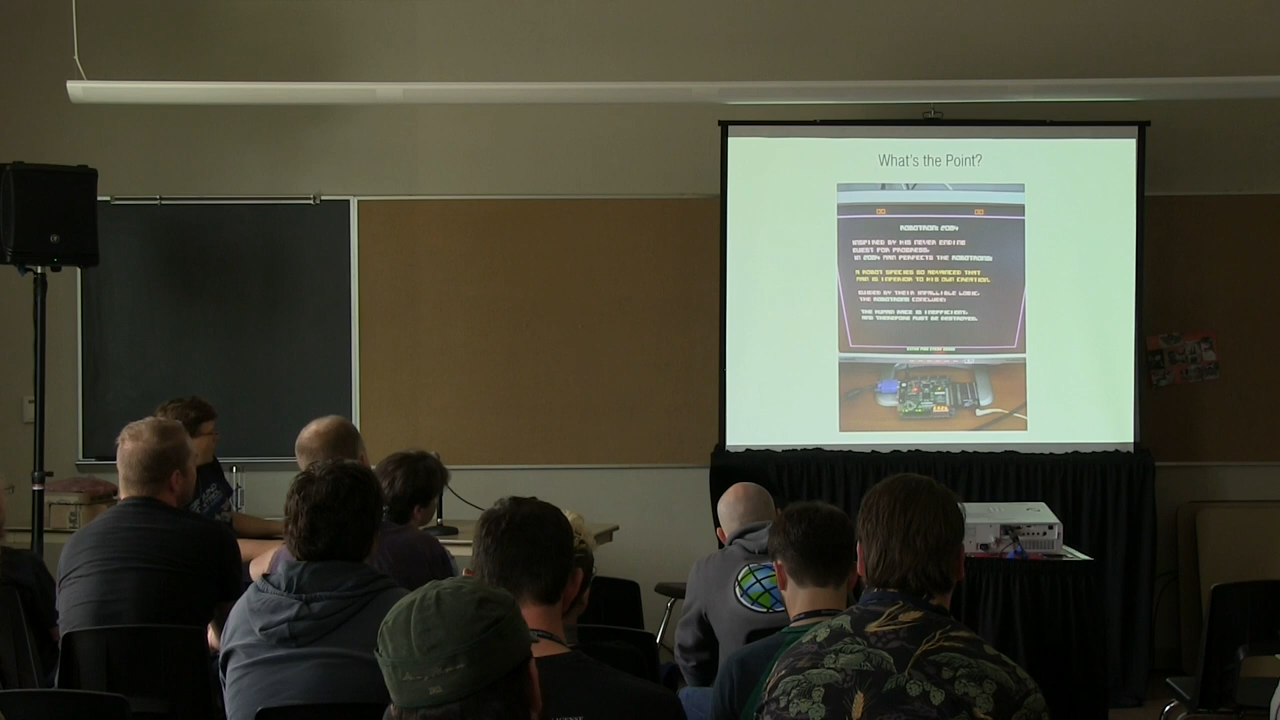 What's the Point?
ROBOTRON: 2084
INSPIRED BY HIS NEVER ENDING
QUEST FOR PROGRESS,
IN 2084 MAN PERFECTS THE ROBOTRONS:
A ROBOT SPECIES SO ADVANCED THAT
MAN IS INFERIOR TO HIS OWN CREATION.
GUIDED BY THEIR INFALLIBLE LOGIC,
THE ROBOTRONS CONCLUDE:
THE HUMAN RACE IS INEFFICIENT,
AND THEREFORE MUST BE DESTROYED.